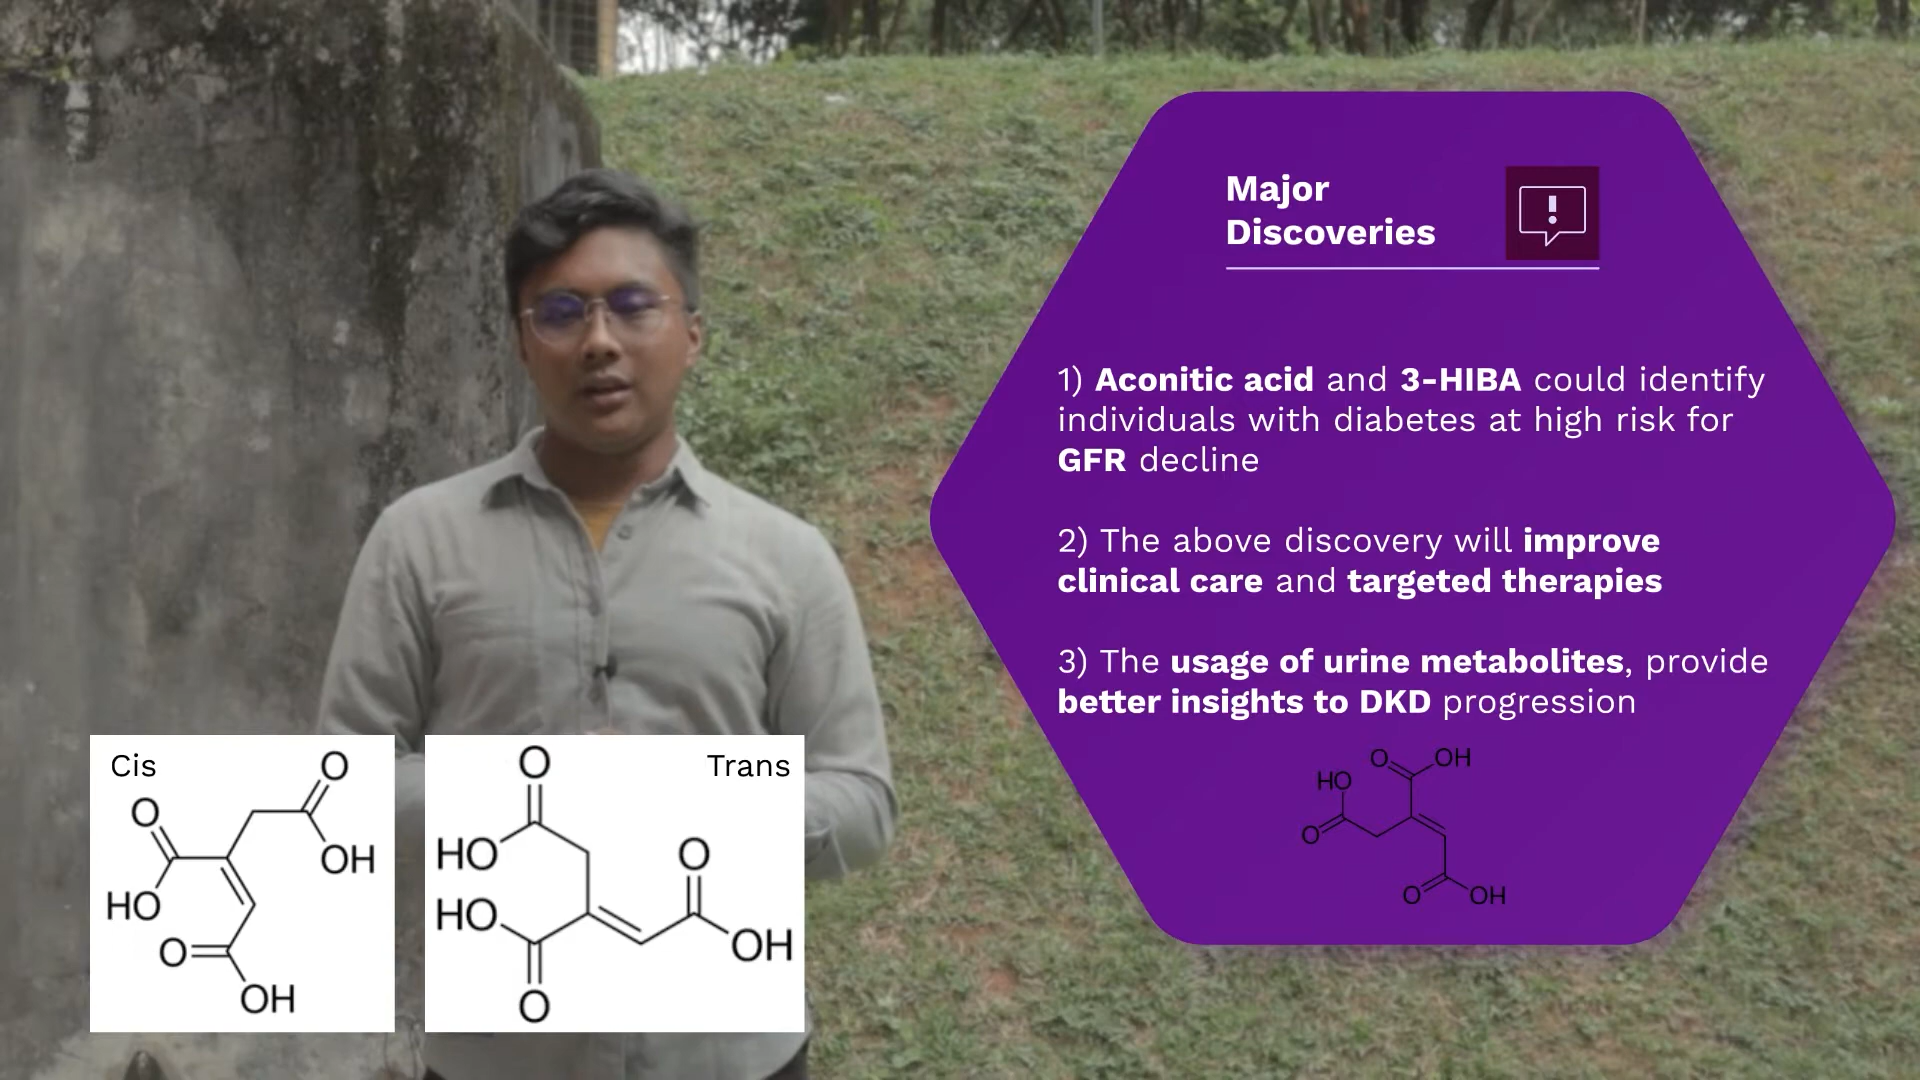 Major
Discoveries
!
1) Aconitic acid and 3-HIBA could identify
individuals with diabetes at high risk for
GFR decline
2) The above discovery will improve
clinical care and targeted therapies
3) The usage of urine metabolites, provide
better insights to DKD progression
O OH
HO
O
O OH
Cis
O
O
OH
HO
O
OH
Trans
O
HO
O
HO
OH
O